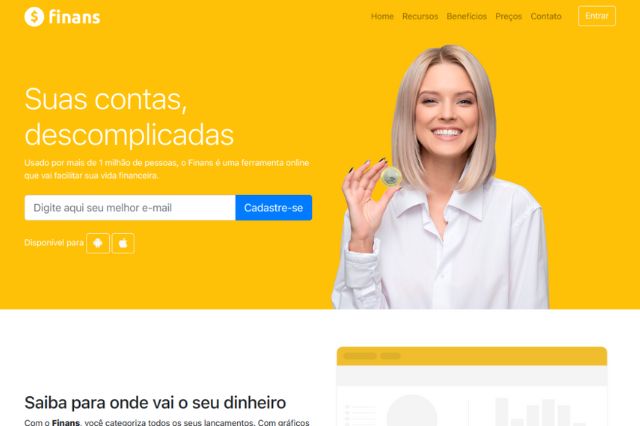 finans
Home Recursos Benefícios Preços Contato Entrar
Suas contas,
descomplicadas
Usado por mais de 1 milhão de pessoas, o Finans é uma ferramenta online
que vai facilitar sua vida financeira.
Digite aqui seu melhor e-mail Cadastre-se
Disponível para
Saiba para onde vai o seu dinheiro
Com o Finans, você categoriza todos os seus lançamentos. Com gráficos